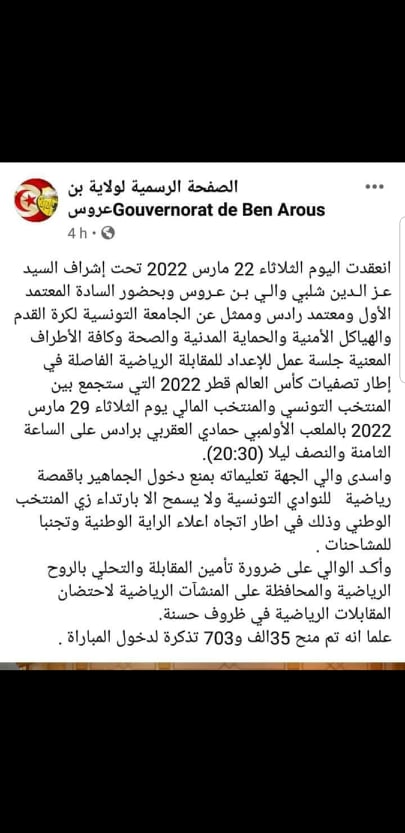 الصفحة الرسمية لولاية بن
عروسGouvernorat de Ben Arous
4 h ·
انعقدت اليوم الثلاثاء 22 مارس 2022 تحت إشراف السيد
عز الدين شلبي والي بن عروس وبحضور السادة المعتمد
الأول ومعتمد رادس وممثل عن الجامعة التونسية لكرة القدم
والهياكل الأمنية والحماية المدنية والصحة وكافة الأطراف
المعنية جلسة عمل للإعداد للمقابلة الرياضية الفاصلة في
إطار تصفيات كأس العالم قطر 2022 التي ستجمع بين
المنتخب التونسي والمنتخب المالي يوم الثلاثاء 29 مارس
2022 بالملعب الأولمبي حمادي العقربي برادس على الساعة
الثامنة والنصف ليلا (20:30).
واسدى والي الجهة تعليماته بمنع دخول الجماهير باقمصة
رياضية للنوادي التونسية ولا يسمح الا بارتداء زي المنتخب
الوطني وذلك في اطار اتجاه اعلاء الراية الوطنية وتجنبا
للمشاحنات .
وأكد الوالي على ضرورة تأمين المقابلة والتحلي بالروح
الرياضية والمحافظة على المنشآت الرياضية لاحتضان
المقابلات الرياضية في ظروف حسنة.
علما انه تم منح 35الف و703 تذكرة لدخول المباراة .